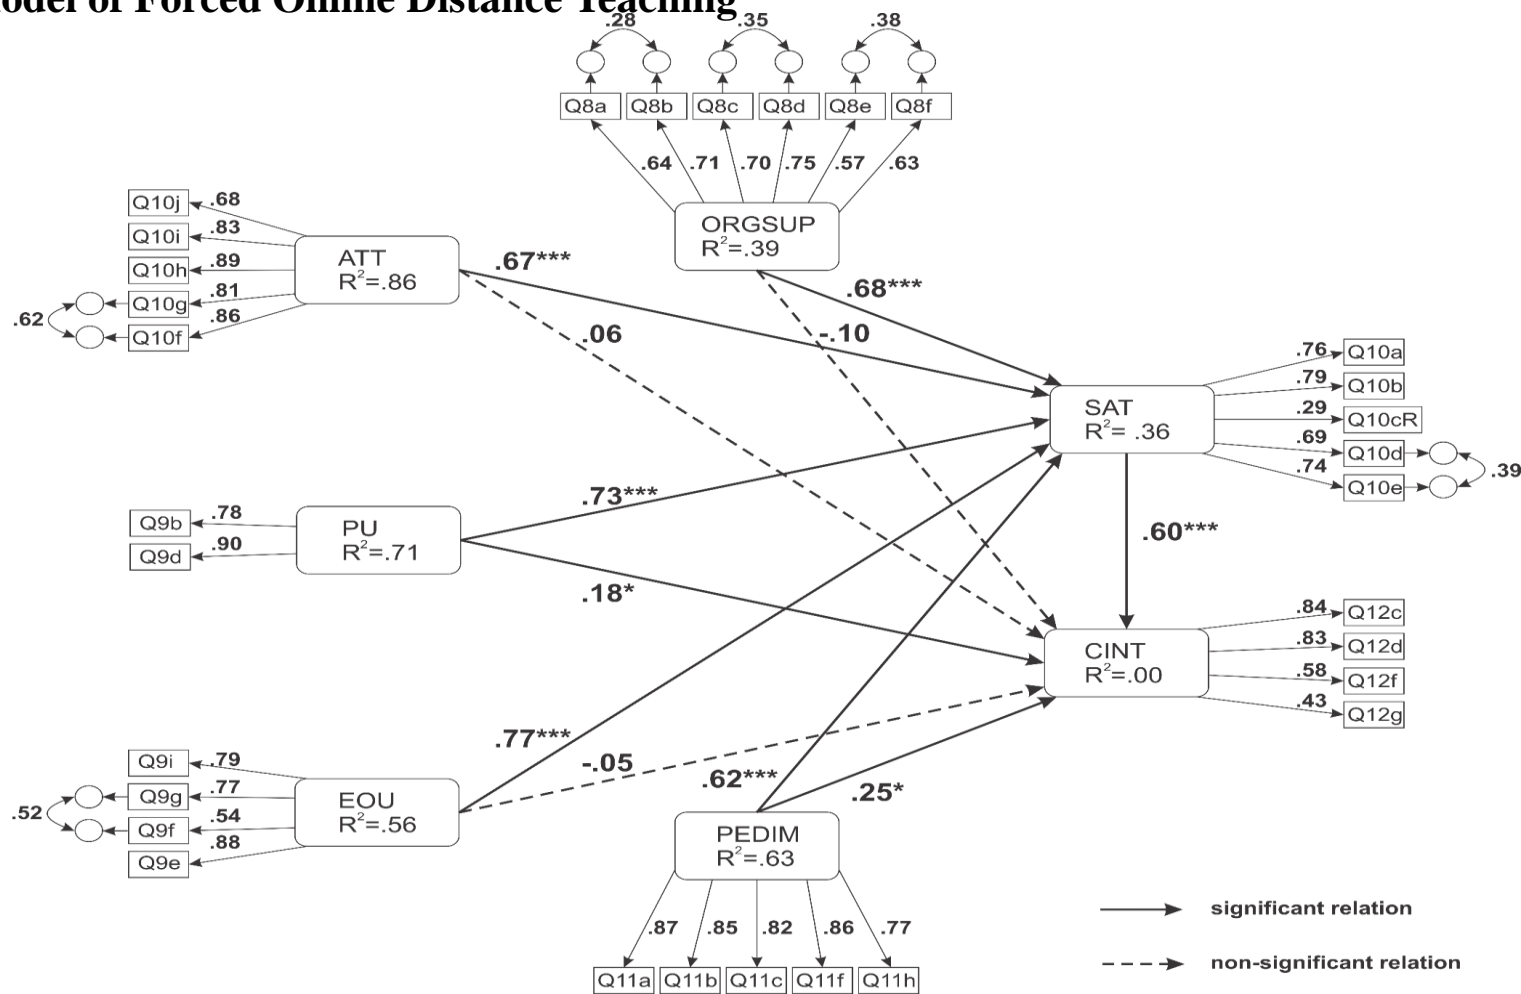 odel of Forced Online Distance Teaching
.28 .35 .38
Q8a Q8b Q8c Q8d Q8e Q8f
.64 .71 .70 .75 .57 .63
ORGSUP
R²=.39
Q10j .68
Q10i .83
Q10h .89
Q10g .81
Q10f .86
.62
ATT
R²=.86
.67***
.06
.68***
-.10
SAT
R²= .36
.76 Q10a
.79 Q10b
.29 Q10cR
.69 Q10d
.74 Q10e
.39
Q9b .78
Q9d .90
PU
R²=.71
.73***
.18*
.60***
CINT
R²=.00
.84 Q12c
.83 Q12d
.58 Q12f
.43 Q12g
Q9i .79
Q9g .77
Q9f .54
Q9e .88
.52
EOU
R²=.56
.77***
-.05
.62***
.25*
PEDIM
R²=.63
.87 .85 .82 .86 .77
Q11a Q11b Q11c Q11f Q11h
significant relation
non-significant relation